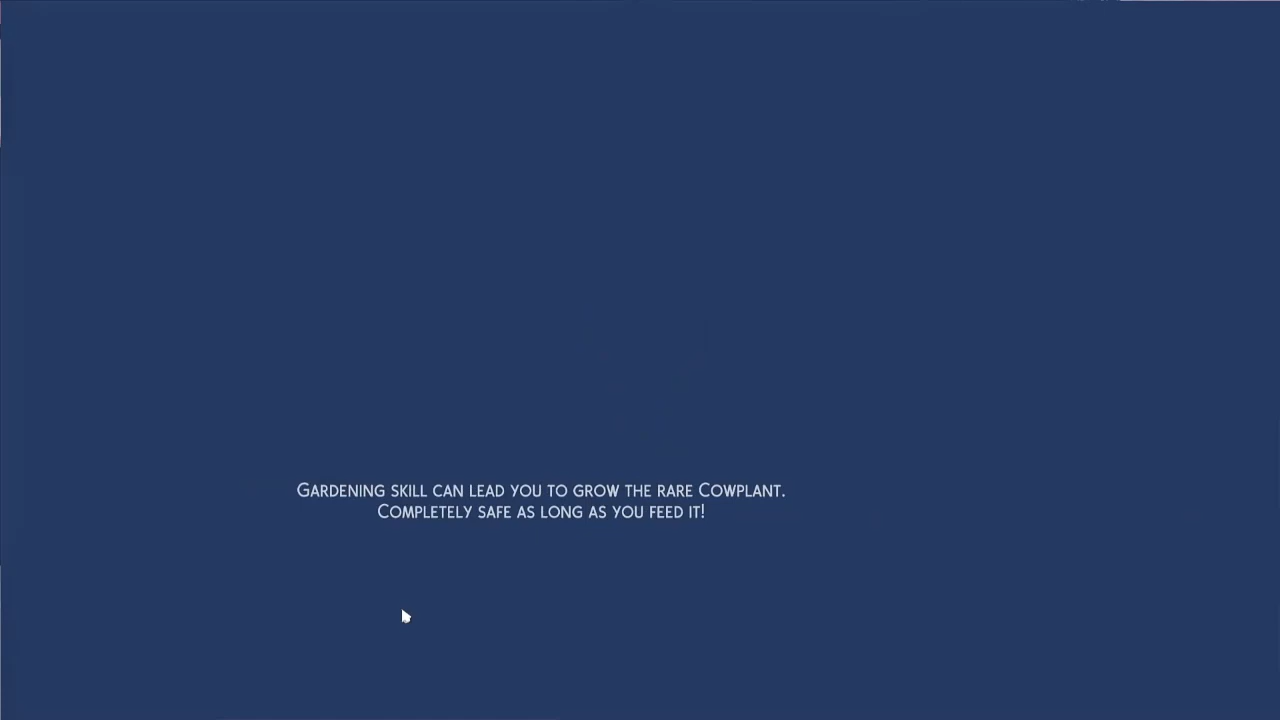 Gardening skill can lead you to grow the rare Cowplant.
Completely safe as long as you feed it!